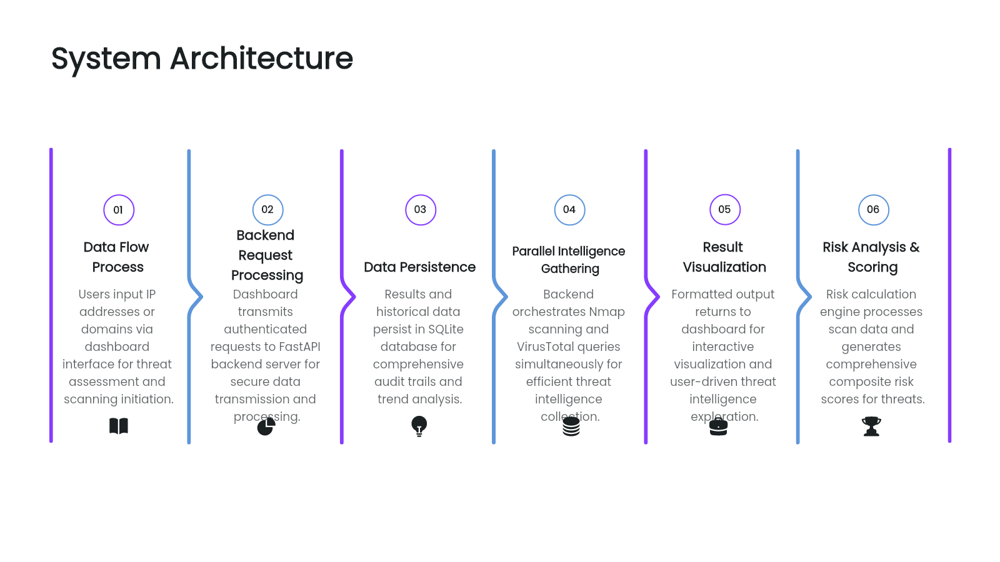 System Architecture
01
Data Flow
Process
Users input IP
addresses or
domains via
dashboard
interface for threat
assessment and
scanning initiation.
02
Backend
Request
Processing
Dashboard
transmits
authenticated
requests to FastAPI
backend server for
secure data
transmission and
processing.
03
Data Persistence
Results and
historical data
persist in SQLite
database for
comprehensive
audit trails and
trend analysis.
04
Parallel Intelligence
Gathering
Backend
orchestrates Nmap
scanning and
VirusTotal queries
simultaneously for
efficient threat
intelligence
collection.
05
Result
Visualization
Formatted output
returns to
dashboard for
interactive
visualization and
user-driven threat
intelligence
exploration.
06
Risk Analysis &
Scoring
Risk calculation
engine processes
scan data and
generates
comprehensive
composite risk
scores for threats.